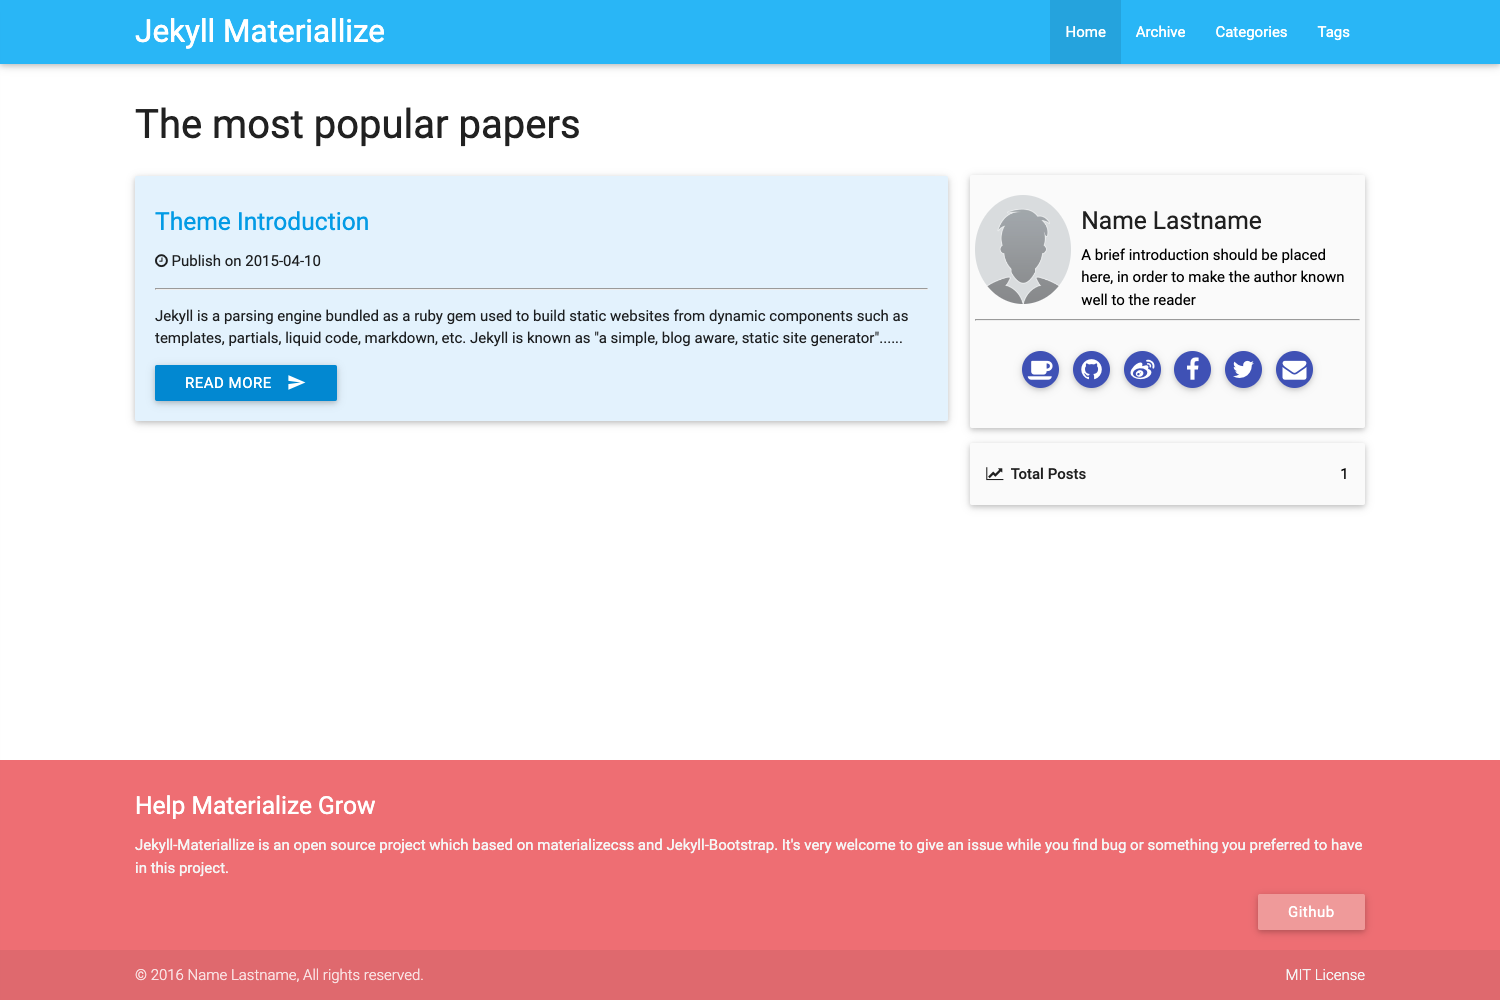 Jekyll Materiallize
Home
Archive
Categories
Tags
The most popular papers
Theme Introduction
Publish on 2015-04-10
Jekyll is a parsing engine bundled as a ruby gem used to build static websites from dynamic components such as
templates, partials, liquid code, markdown, etc. Jekyll is known as "a simple, blog aware, static site generator"......
READ MORE
Name Lastname
A brief introduction should be placed
here, in order to make the author known
well to the reader
Total Posts
1
Help Materialize Grow
Jekyll-Materiallize is an open source project which based on materializecss and Jekyll-Bootstrap. It's very welcome to give an issue while you find bug or something you preferred to have
in this project.
Github
© 2016 Name Lastname, All rights reserved.
MIT License